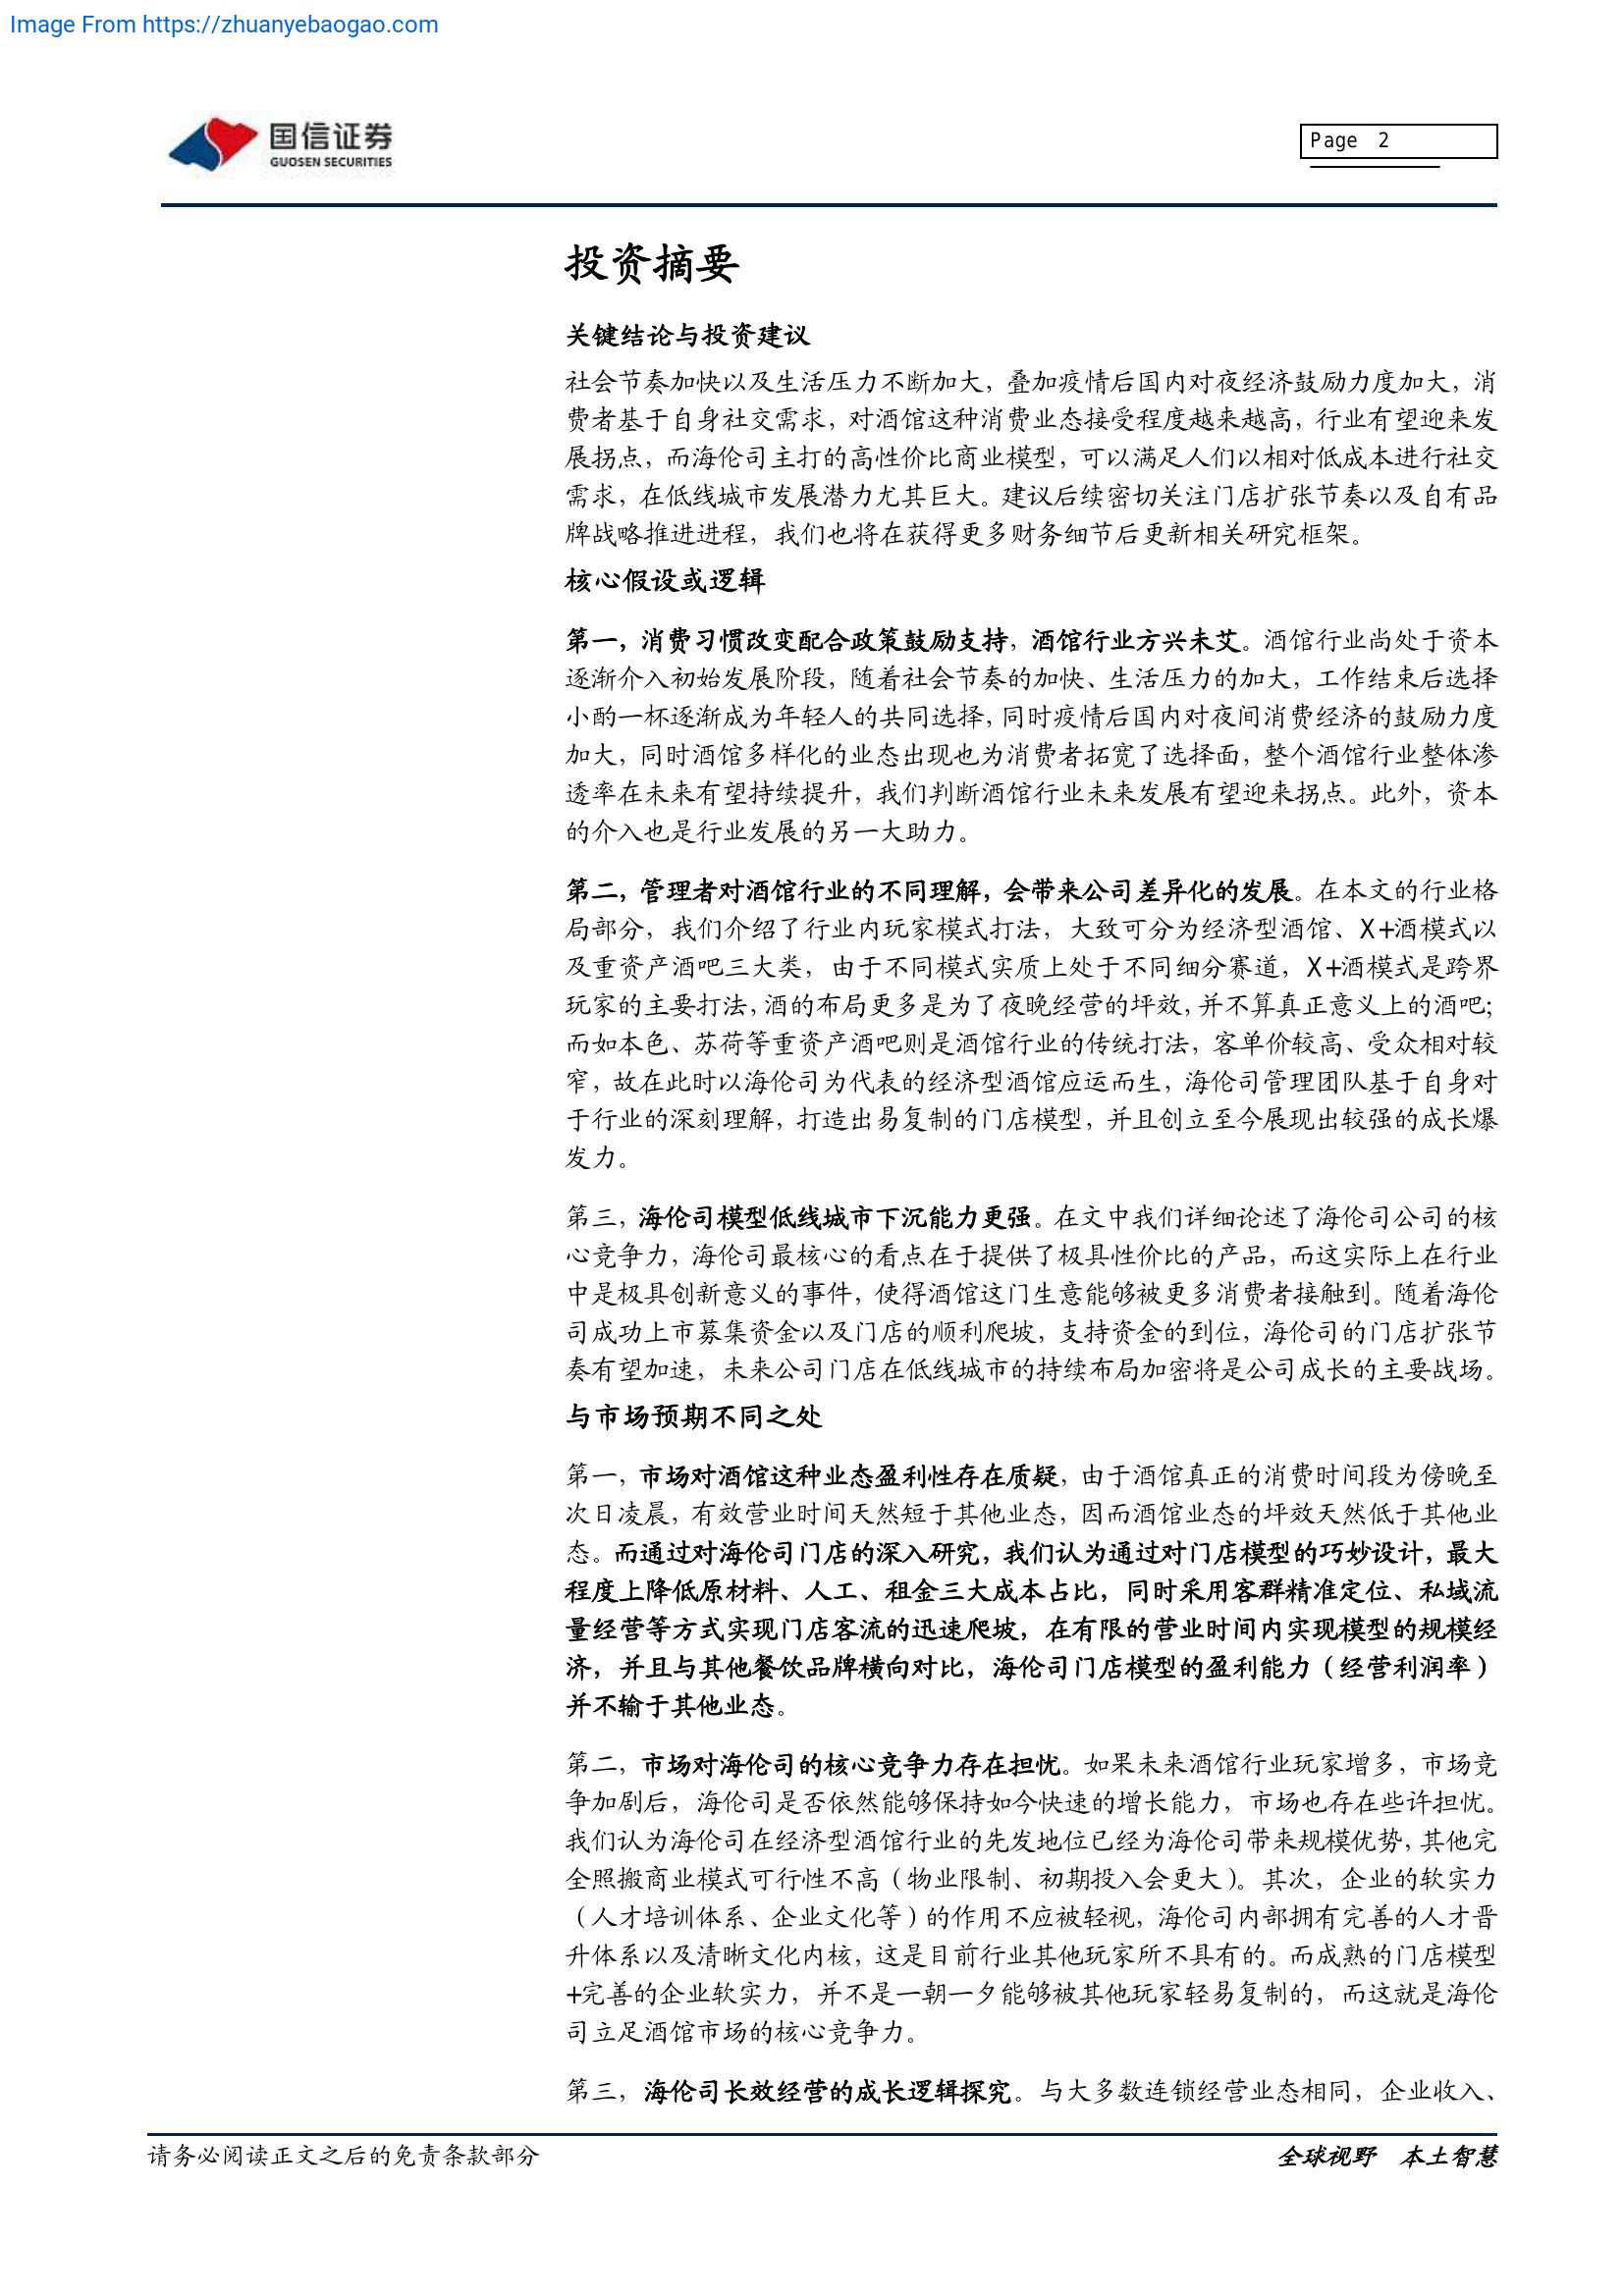 Image From https://zhuanyebaogao.com
国信证券
GUOSEN SECURITIES
Page 2
投资摘要
关键结论与投资建议
社会节奏加快以及生活压力不断加大，叠加疫情后国内对夜经济鼓励力度加大，消
费者基于自身社交需求，对酒馆这种消费业态接受程度越来越高，行业有望迎来发
展拐点，而海伦司主打的高性价比商业模型，可以满足人们以相对低成本进行社交
需求，在低线城市发展潜力尤其巨大。建议后续密切关注门店扩张节奏以及自有品
牌战略推进进程，我们也将在获得更多财务细节后更新相关研究框架。
核心假设或逻辑
第一，消费习惯改变配合政策鼓励支持，酒馆行业方兴未艾。酒馆行业尚处于资本
逐渐介入初始发展阶段，随着社会节奏的加快、生活压力的加大，工作结束后选择
小酌一杯逐渐成为年轻人的共同选择，同时疫情后国内对夜间消费经济的鼓励力度
加大，同时酒馆多样化的业态出现也为消费者拓宽了选择面，整个酒馆行业整体渗
透率在未来有望持续提升，我们判断酒馆行业未来发展有望迎来拐点。此外，资本
的介入也是行业发展的另一大助力。
第二，管理者对酒馆行业的不同理解，会带来公司差异化的发展。在本文的行业格
局部分，我们介绍了行业内玩家模式打法，大致可分为经济型酒馆、X+酒模式以
及重资产酒吧三大类，由于不同模式实质上处于不同细分赛道，X+酒模式是跨界
玩家的主要打法，酒的布局更多是为了夜晚经营的坪效，并不算真正意义上的酒吧；
而如本色、苏荷等重资产酒吧则是酒馆行业的传统打法，客单价较高、受众相对较
窄，故在此时以海伦司为代表的经济型酒馆应运而生，海伦司管理团队基于自身对
于行业的深刻理解，打造出易复制的门店模型，并且创立至今展现出较强的成长爆
发力。
第三，海伦司模型低线城市下沉能力更强。在文中我们详细论述了海伦司公司的核
心竞争力，海伦司最核心的看点在于提供了极具性价比的产品，而这实际上在行业
中是极具创新意义的事件，使得酒馆这门生意能够被更多消费者接触到。随着海伦
司成功上市募集资金以及门店的顺利爬坡，支持资金的到位，海伦司的门店扩张节
奏有望加速，未来公司门店在低线城市的持续布局加密将是公司成长的主要战场。
与市场预期不同之处
第一，市场对酒馆这种业态盈利性存在质疑，由于酒馆真正的消费时间段为傍晚至
次日凌晨，有效营业时间天然短于其他业态，因而酒馆业态的坪效天然低于其他业
态。而通过对海伦司门店的深入研究，我们认为通过对门店模型的巧妙设计，最大
程度上降低原材料、人工、租金三大成本占比，同时采用客群精准定位、私域流
量经营等方式实现门店客流的迅速爬坡，在有限的营业时间内实现模型的规模经
济，并且与其他餐饮品牌横向对比，海伦司门店模型的盈利能力（经营利润率）
并不输于其他业态。
第二，市场对海伦司的核心竞争力存在担忧。如果未来酒馆行业玩家增多，市场竞
争加剧后，海伦司是否依然能够保持如今快速的增长能力，市场也存在些许担忧。
我们认为海伦司在经济型酒馆行业的先发地位已经为海伦司带来规模优势，其他完
全照搬商业模式可行性不高（物业限制、初期投入会更大）。其次，企业的软实力
（人才培训体系、企业文化等）的作用不应被轻视，海伦司内部拥有完善的人才晋
升体系以及清晰文化内核，这是目前行业其他玩家所不具有的。而成熟的门店模型
+完善的企业软实力，并不是一朝一夕能够被其他玩家轻易复制的，而这就是海伦
司立足酒馆市场的核心竞争力。
第三，海伦司长效经营的成长逻辑探究。与大多数连锁经营业态相同，企业收入、
请务必阅读正文之后的免责条款部分
全球视野 本土智慧